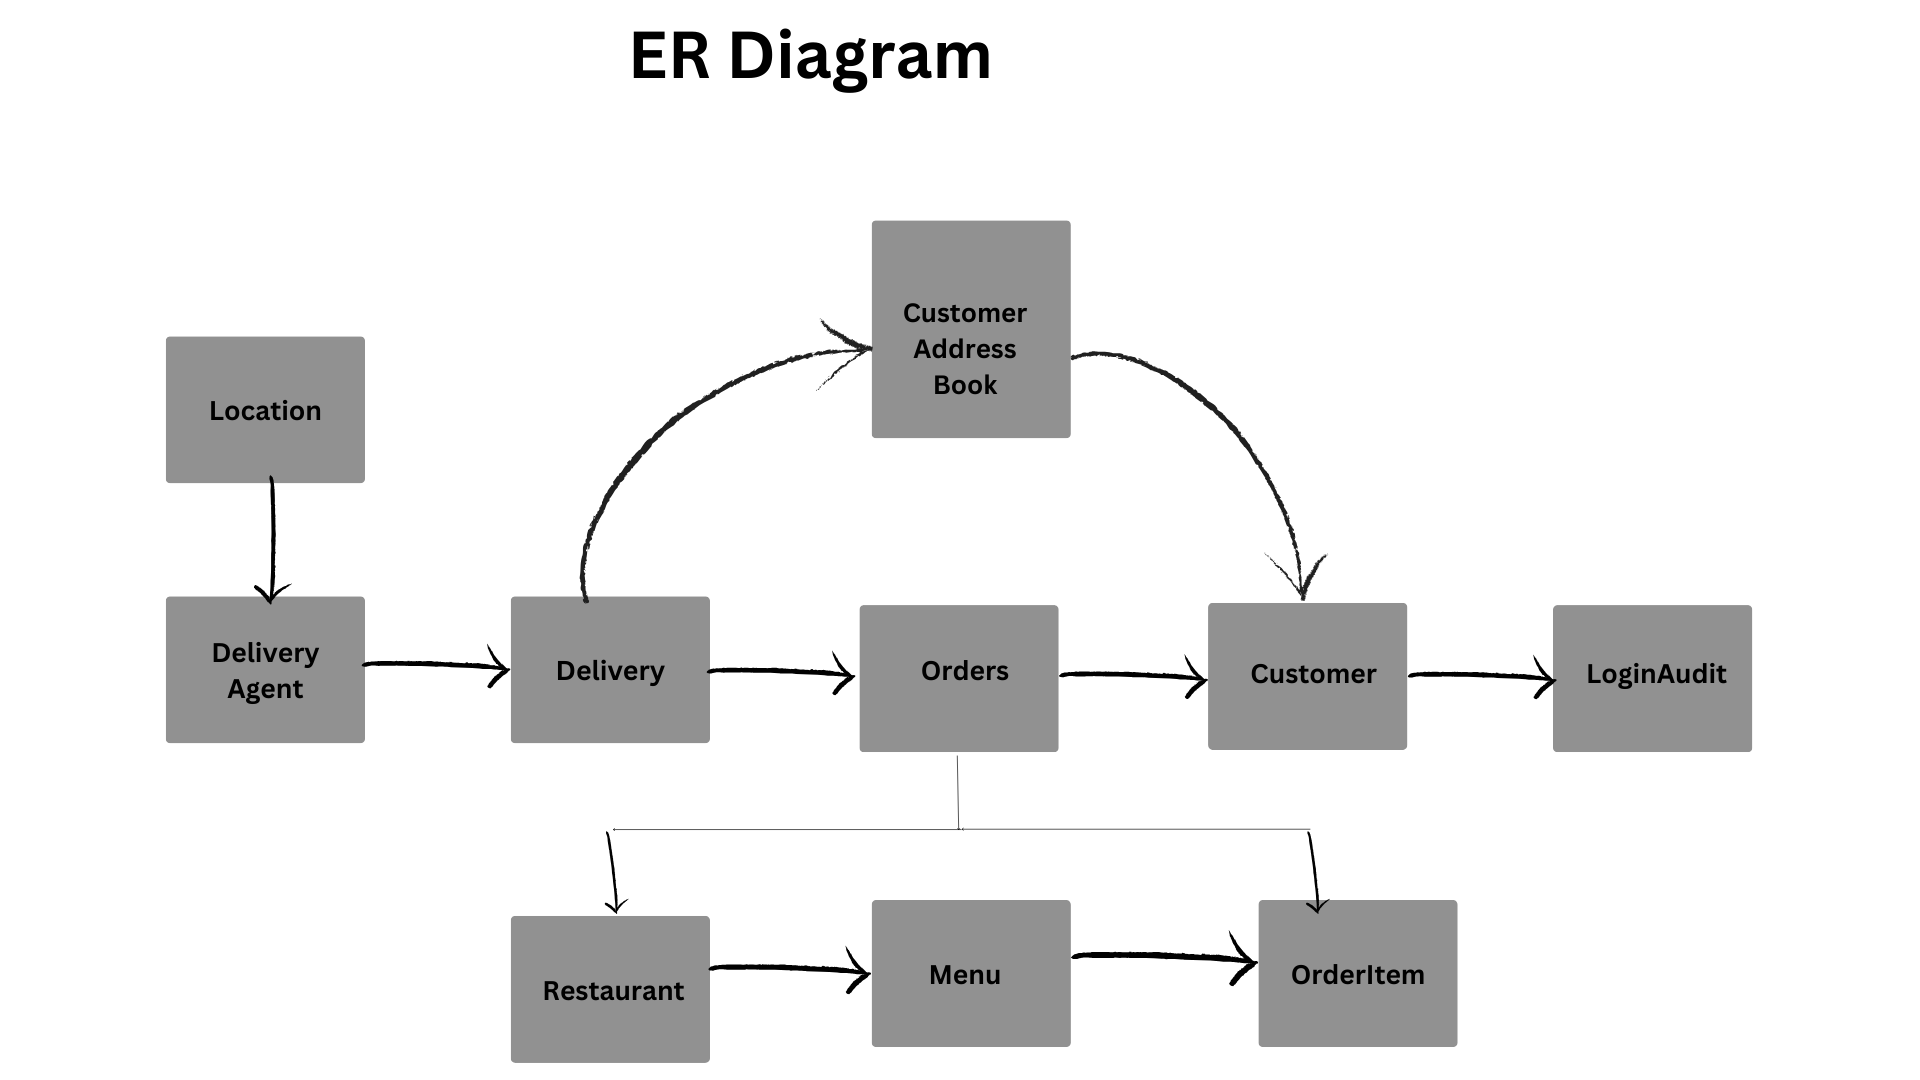 ER Diagram
Customer
Address
Book
Location
Delivery
Agent
Delivery
Orders
Customer
LoginAudit
Restaurant
Menu
OrderItem